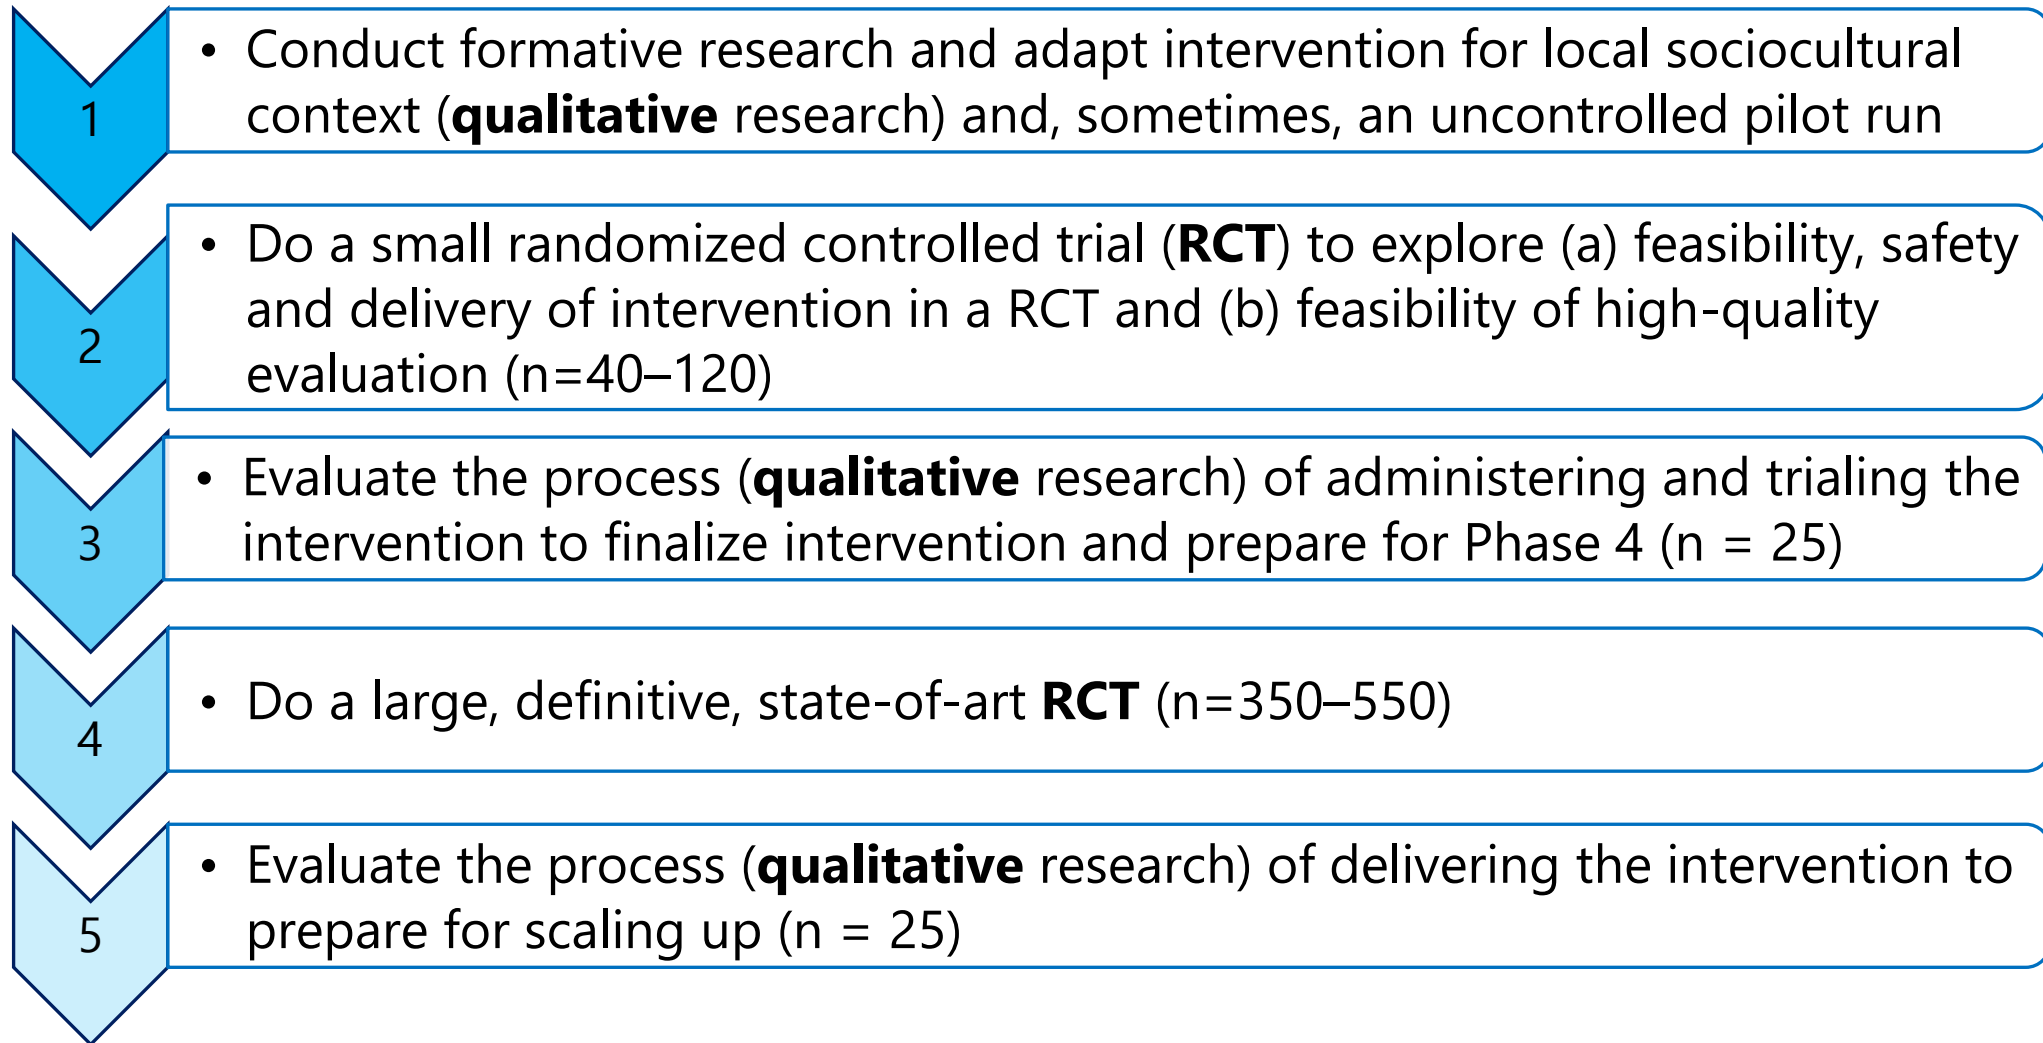 1
• Conduct formative research and adapt intervention for local sociocultural
context (qualitative research) and, sometimes, an uncontrolled pilot run
2
• Do a small randomized controlled trial (RCT) to explore (a) feasibility, safety
and delivery of intervention in a RCT and (b) feasibility of high-quality
evaluation (n=40–120)
3
• Evaluate the process (qualitative research) of administering and trialing the
intervention to finalize intervention and prepare for Phase 4 (n = 25)
4
• Do a large, definitive, state-of-art RCT (n=350–550)
5
• Evaluate the process (qualitative research) of delivering the intervention to
prepare for scaling up (n = 25)